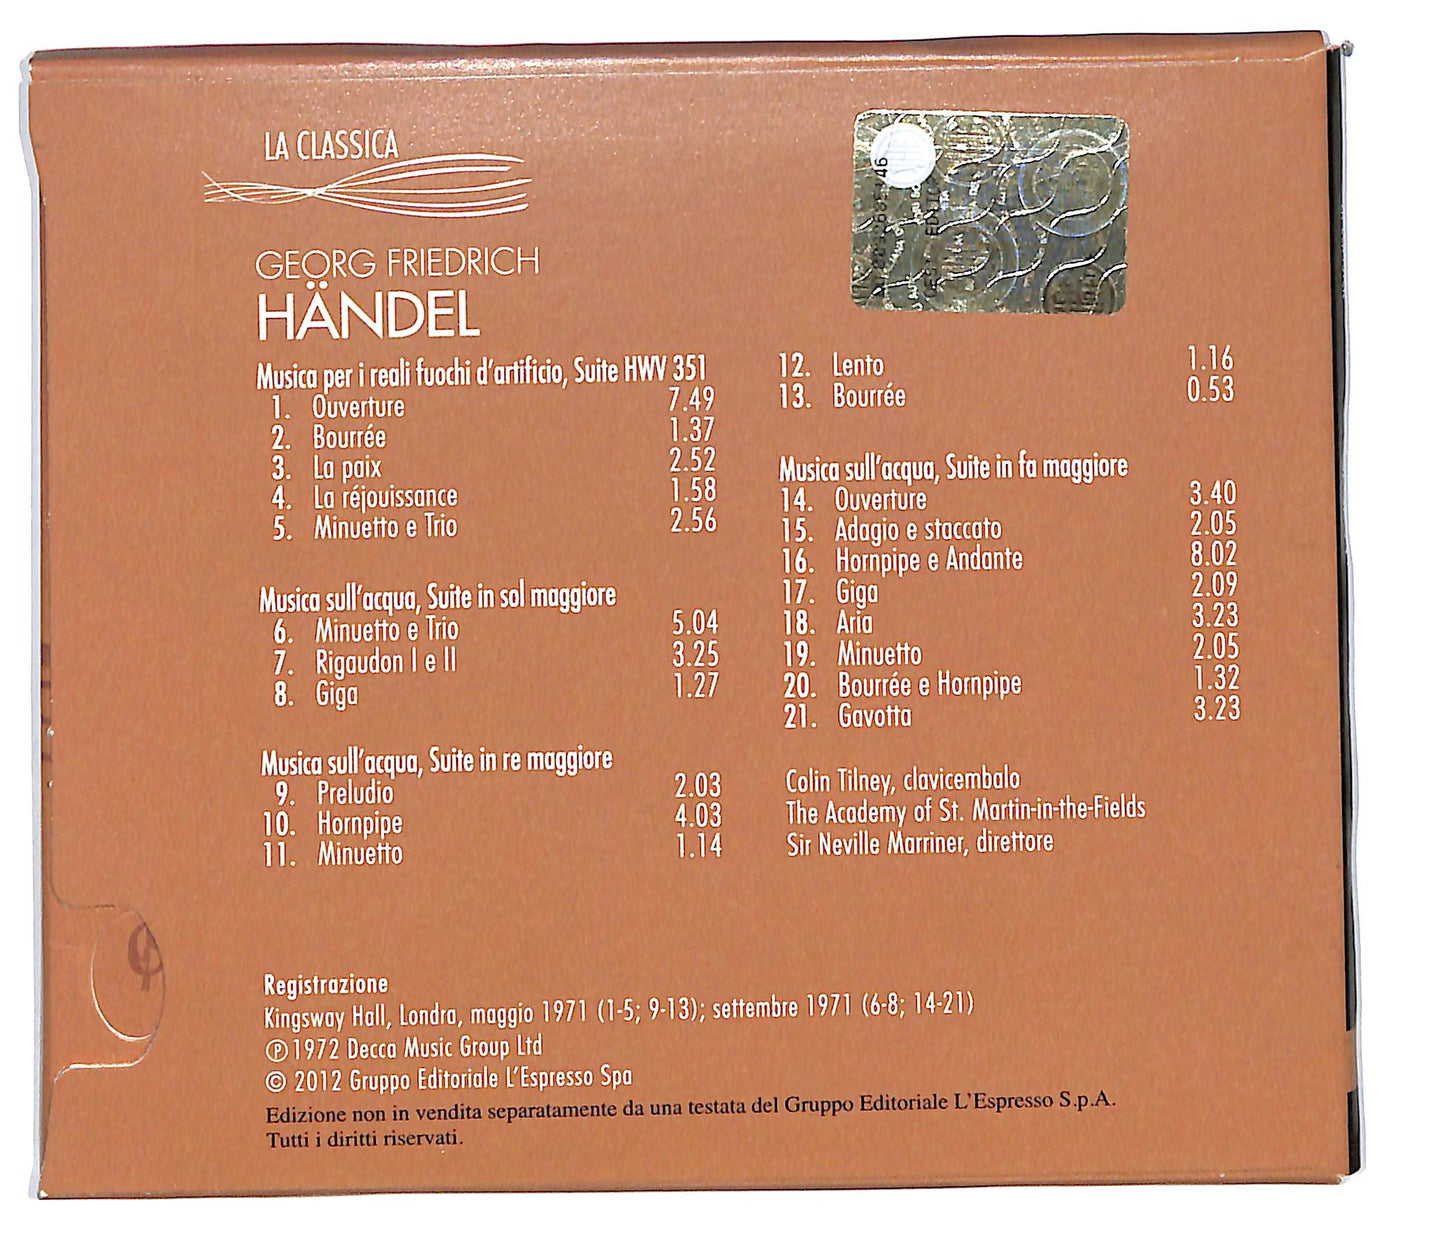 LA CLASSICA
GEORG FRIEDRICH
HÄNDEL
Musica per i reali fuochi d'artificio, Suite HWV 351
1. Ouverture 7.49
2. Bourrée 1.37
3. La paix 2.52
4. La réjouissance 1.58
5. Minuetto e Trio 2.56
Musica sull'acqua, Suite in sol maggiore
6. Minuetto e Trio 5.04
7. Rigaudon I e II 3.25
8. Giga 1.27
Musica sull'acqua, Suite in re maggiore
9. Preludio 2.03
10. Hornpipe 4.03
11. Minuetto 1.14
12. Lento 1.16
13. Bourrée 0.53
Musica sull'acqua, Suite in fa maggiore
14. Ouverture 3.40
15. Adagio e staccato 2.05
16. Hornpipe e Andante 8.02
17. Giga 2.09
18. Aria 3.23
19. Minuetto 2.05
20. Bourrée e Hornpipe 1.32
21. Gavotta 3.23
Colin Tilney, clavicembalo
The Academy of St. Martin-in-the-Fields
Sir Neville Marriner, direttore
Registrazione
Kingsway Hall, Londra, maggio 1971 (1-5; 9-13); settembre 1971 (6-8; 14-21)
℗ 1972 Decca Music Group Ltd
© 2012 Gruppo Editoriale L'Espresso Spa
Edizione non in vendita separatamente da una testata del Gruppo Editoriale L'Espresso S.p.A.
Tutti i diritti riservati.